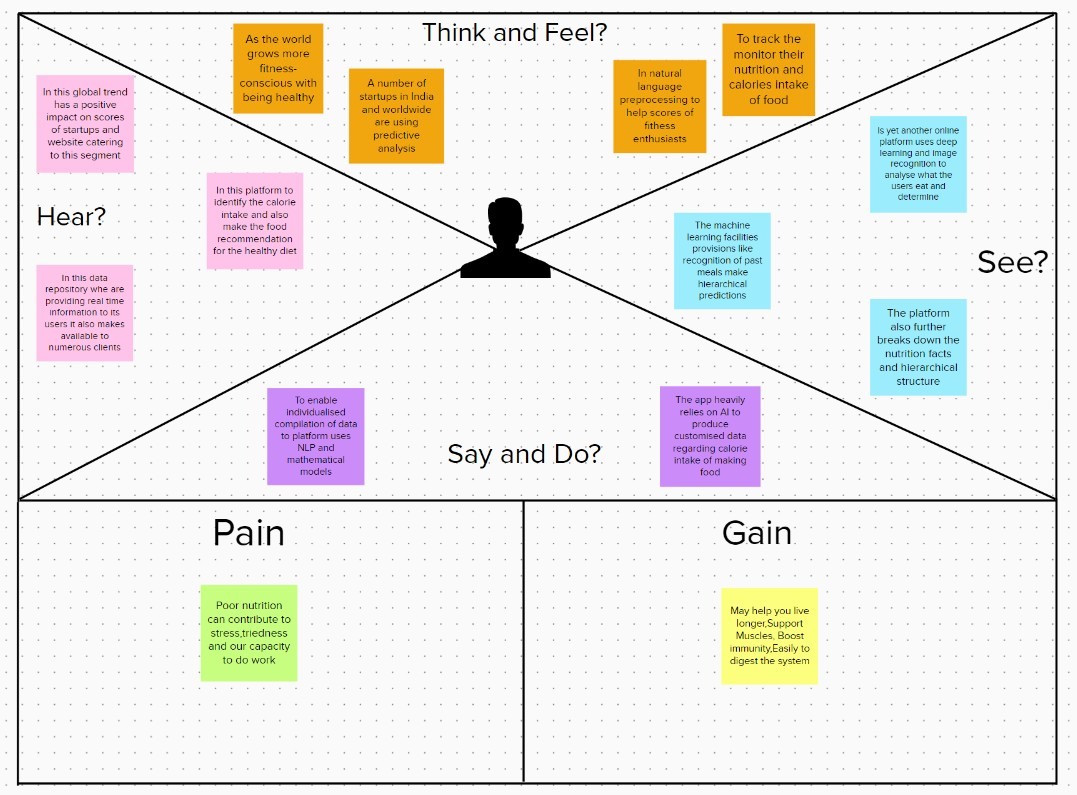 Think and Feel?
As the world
grows more
fitness-
conscious with
being healthy
A number of
startups in India
and worldwide
are using
predictive
analysis
In natural
language
preprocessing to
help scores of
fithess
enthusiasts
To track the
monitor their
nutrition and
calories intake
of food
In this global trend
has a positive
impact on scores
of startups and
website catering
to this segment
Hear?
In this platform to
identify the calorie
intake and also
make the food
recommendation
for the healthy diet
In this data
repository whe are
providing real time
information to its
users it also makes
available to
numerous clients
Is yet another online
platform uses deep
learning and image
recognition to
analyse what the
users eat and
determine
The machine
learning facilities
provisions like
recognition of past
meals make
hierarchical
predictions
See?
The platform
also further
breaks down the
nutrition facts
and hierarchical
structure
To enable
individualised
compilation of data
to platform uses
NLP and
mathematical
models
Say and Do?
The app heavily
relies on AI to
produce
customised data
regarding calorie
intake of making
food
Pain
Poor nutrition
can contribute to
stress,triedness
and our capacity
to do work
Gain
May help you live
longer,Support
Muscles, Boost
immunity,Easily to
digest the system